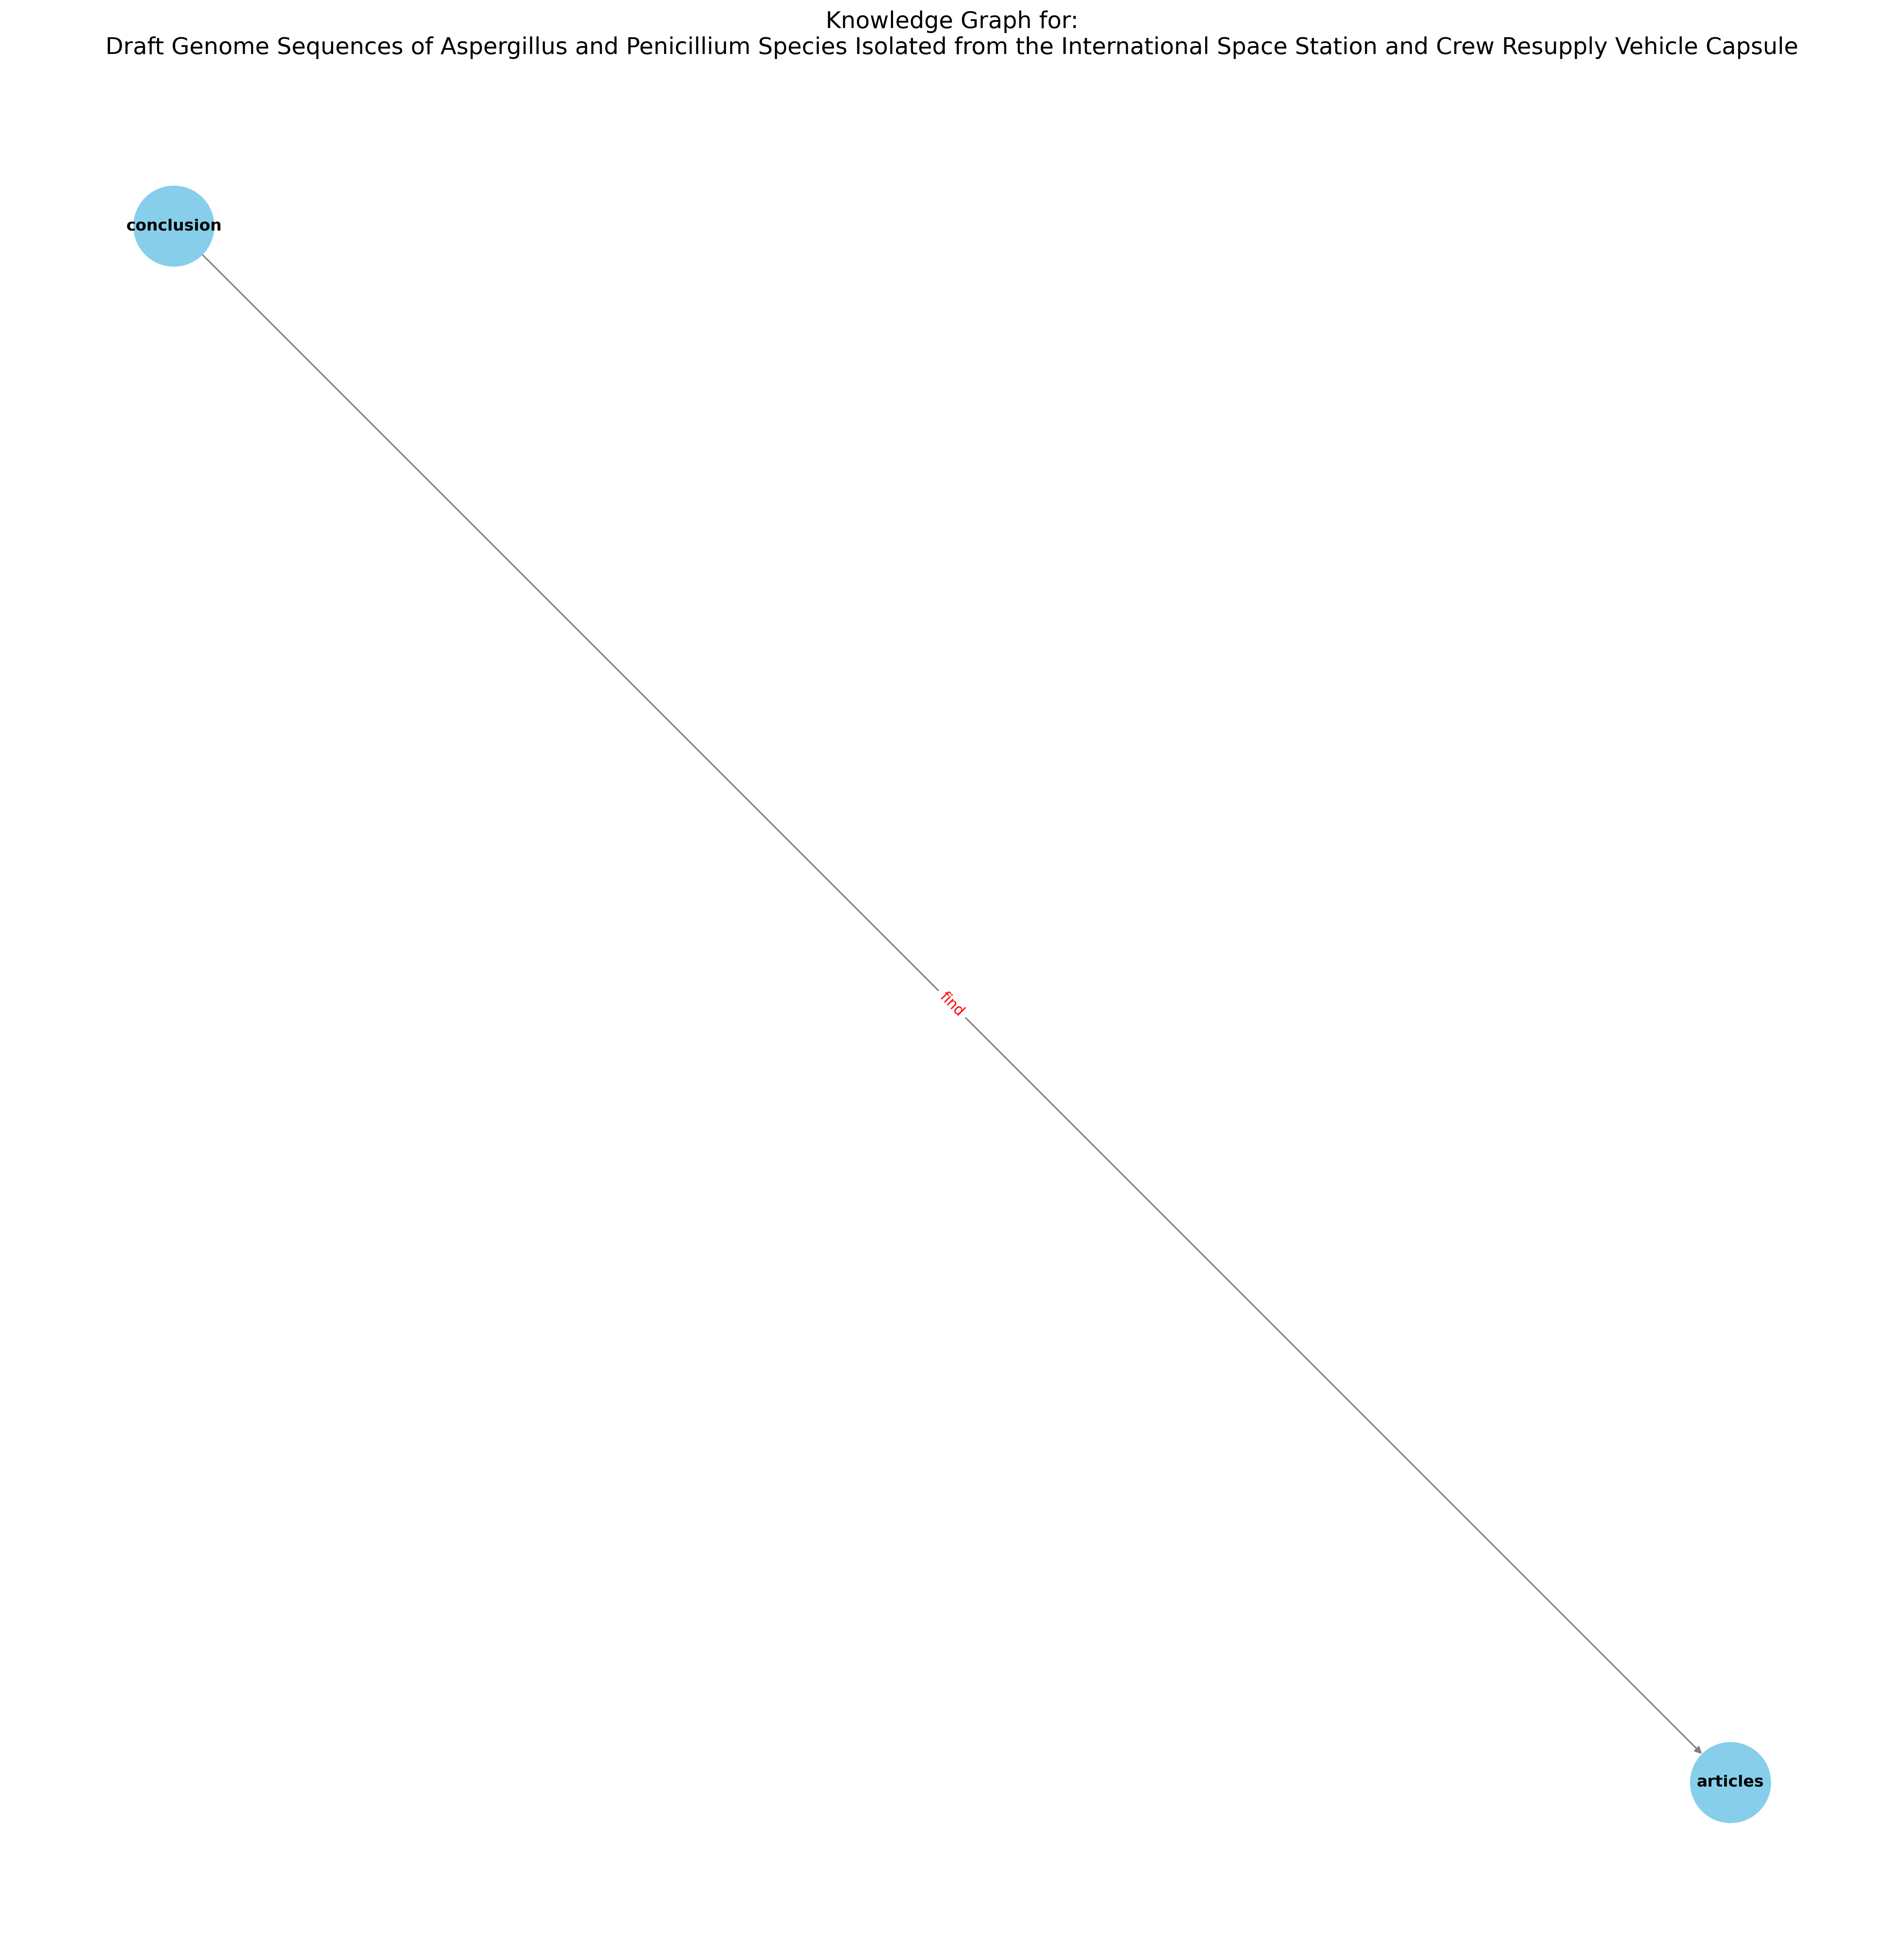 Knowledge Graph for:
Draft Genome Sequences of Aspergillus and Penicillium Species Isolated from the International Space Station and Crew Resupply Vehicle Capsule
conclusion
find
articles